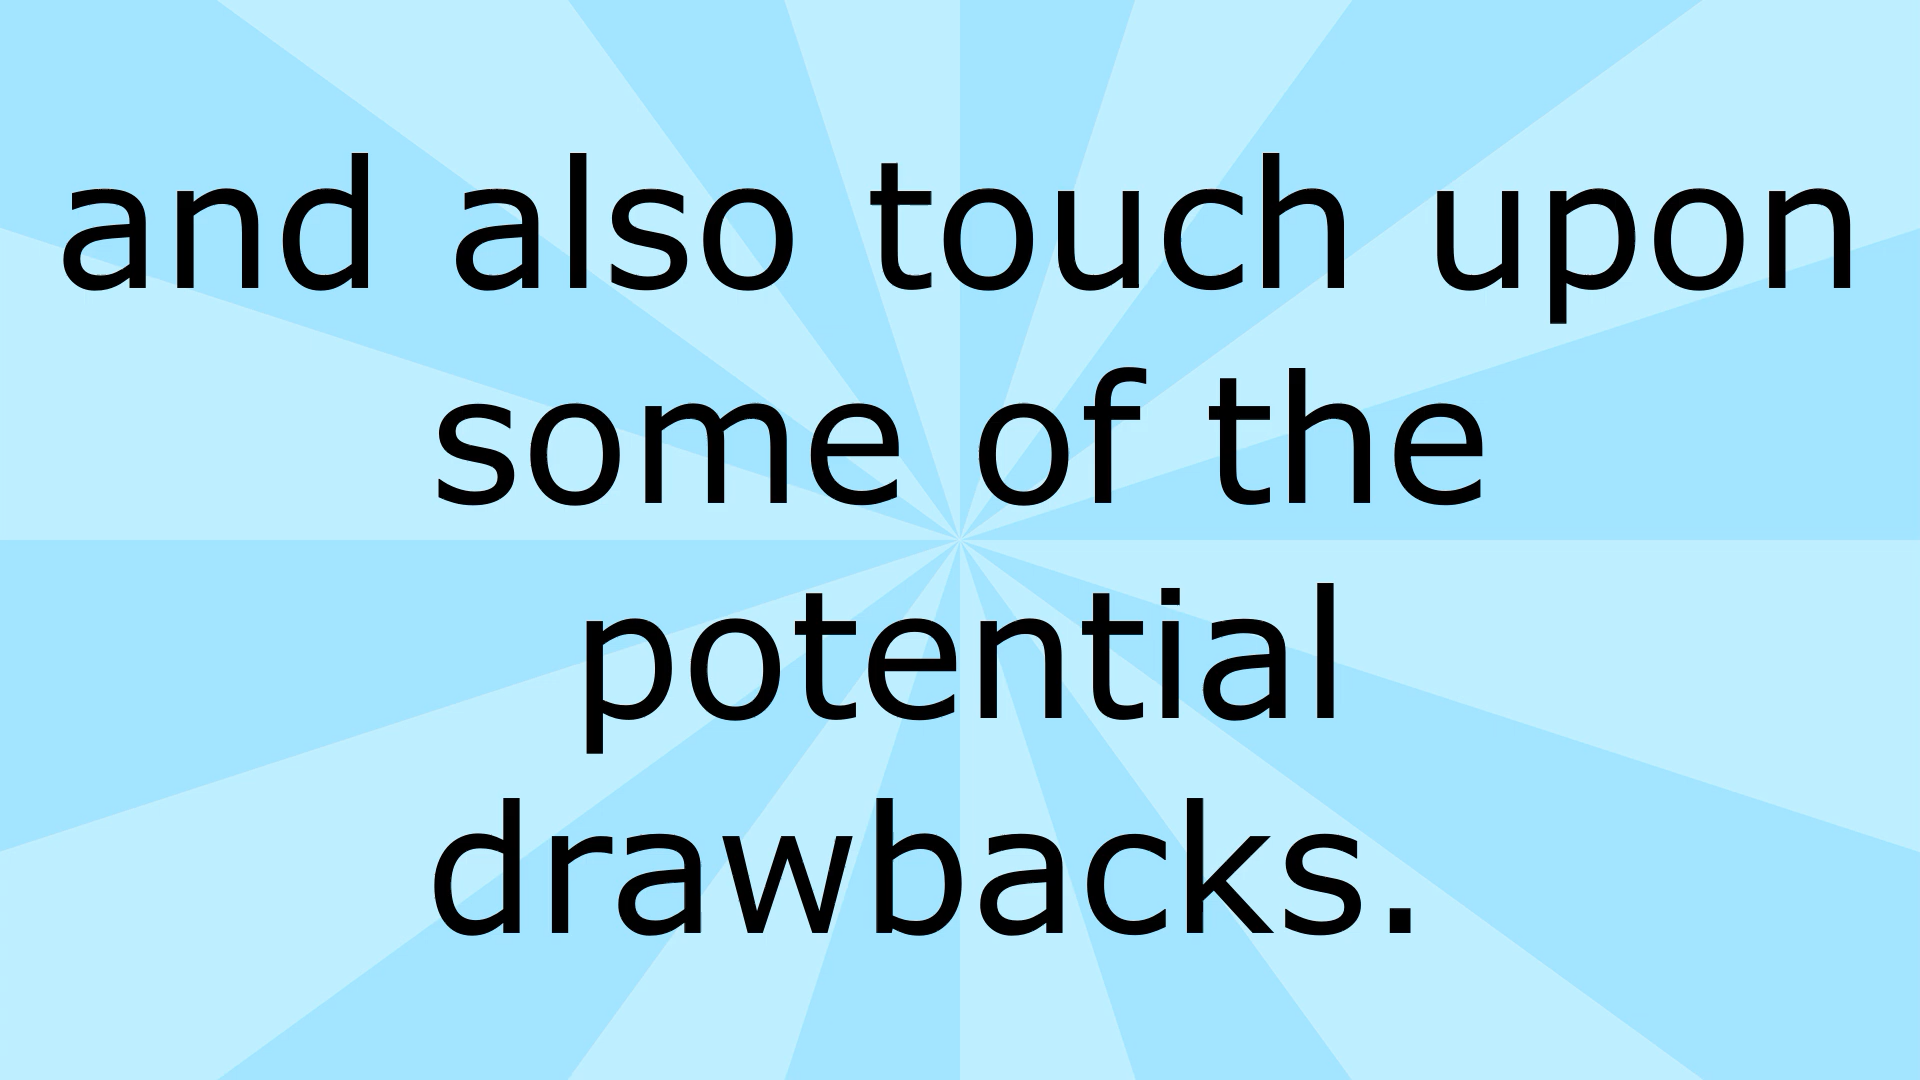 and also touch upon
some of the
potential
drawbacks.